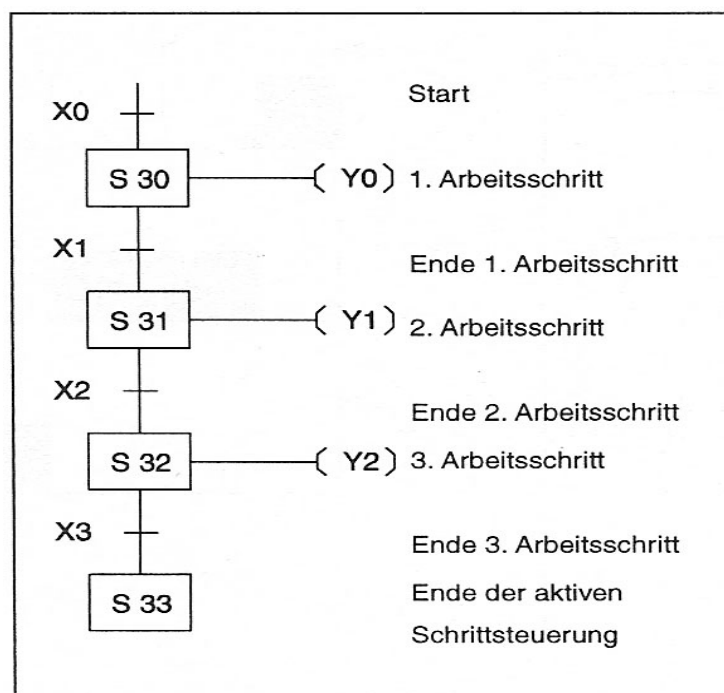 X0 Start
S 30 ( Y0 ) 1. Arbeitsschritt
X1 Ende 1. Arbeitsschritt
S 31 ( Y1 ) 2. Arbeitsschritt
X2 Ende 2. Arbeitsschritt
S 32 ( Y2 ) 3. Arbeitsschritt
X3 Ende 3. Arbeitsschritt
S 33 Ende der aktiven
Schrittsteuerung